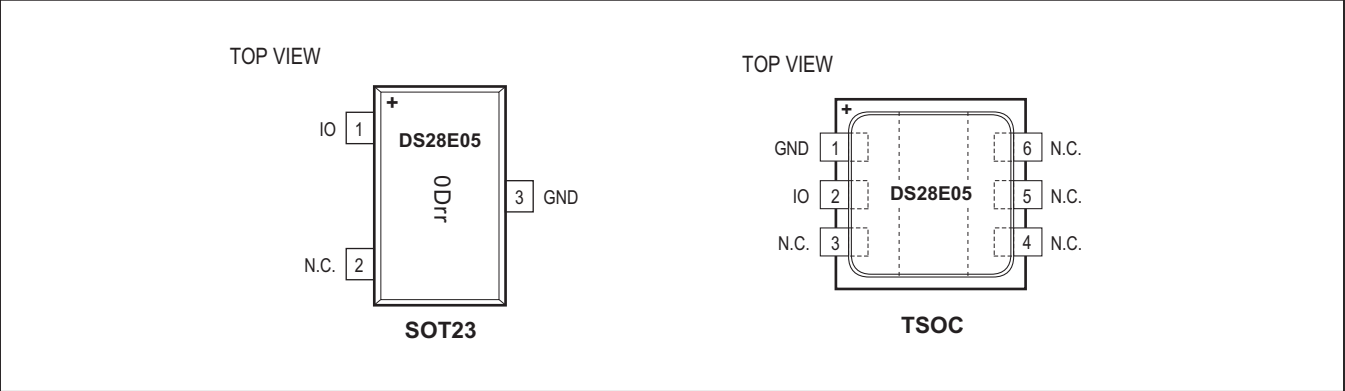 TOP VIEW
+
IO 1
DS28E05
0Drr
3 GND
N.C. 2
SOT23
TOP VIEW
+
GND 1
6 N.C.
IO 2
DS28E05
5 N.C.
N.C. 3
4 N.C.
TSOC